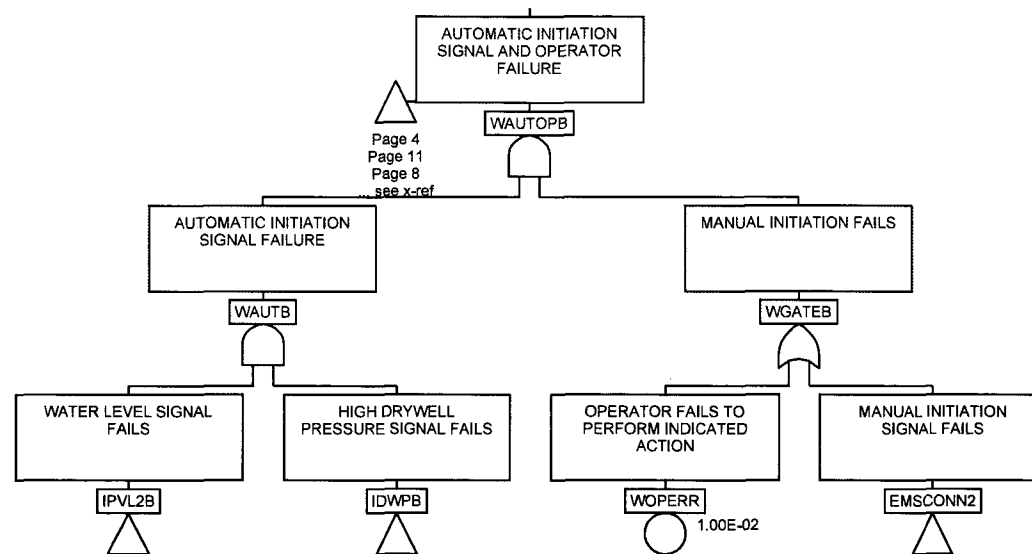 AUTOMATIC INITIATION
SIGNAL AND OPERATOR
FAILURE
WAUTOPB
Page 4
Page 11
Page 8
...see x-ref
AUTOMATIC INITIATION
SIGNAL FAILURE
WAUTB
MANUAL INITIATION FAILS
WGATEB
WATER LEVEL SIGNAL
FAILS
IPVL2B
HIGH DRYWELL
PRESSURE SIGNAL FAILS
IDWPB
OPERATOR FAILS TO
PERFORM INDICATED
ACTION
WOPERR
1.00E-02
MANUAL INITIATION
SIGNAL FAILS
EMSCONN2